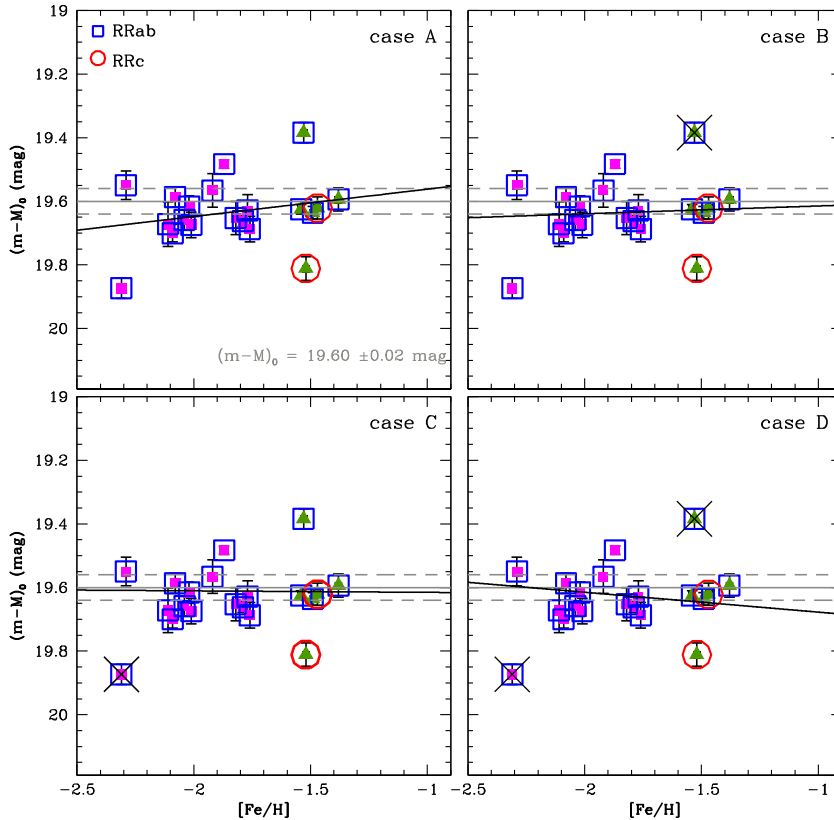 19
19.2
19.4
19.6
19.8
20
(m−M)₀ (mag)
RRab
RRc
case A
(m−M)₀ = 19.60 ±0.02 mag
case B
19
19.2
19.4
19.6
19.8
20
(m−M)₀ (mag)
case C
case D
−2.5
−2
−1.5
−1
[Fe/H]
−2.5
−2
−1.5
−1
[Fe/H]